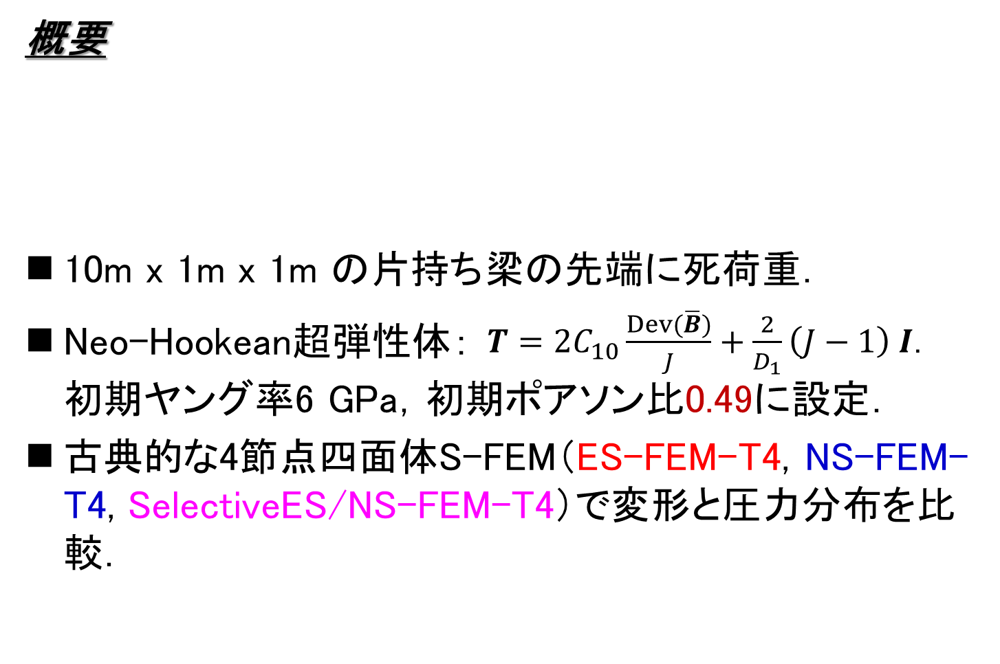 概要
■ 10m x 1m x 1m の片持ち梁の先端に死荷重．
■ Neo-Hookean超弾性体： $\boldsymbol{T} = 2C_{10} \frac{\mathrm{Dev}(\bar{\boldsymbol{B}})}{J} + \frac{2}{D_1} (J - 1) \boldsymbol{I}$．
初期ヤング率6 GPa，初期ポアソン比0.49に設定．
■ 古典的な4節点四面体S-FEM（ES-FEM-T4，NS-FEM-
T4，SelectiveES/NS-FEM-T4）で変形と圧力分布を比
較．